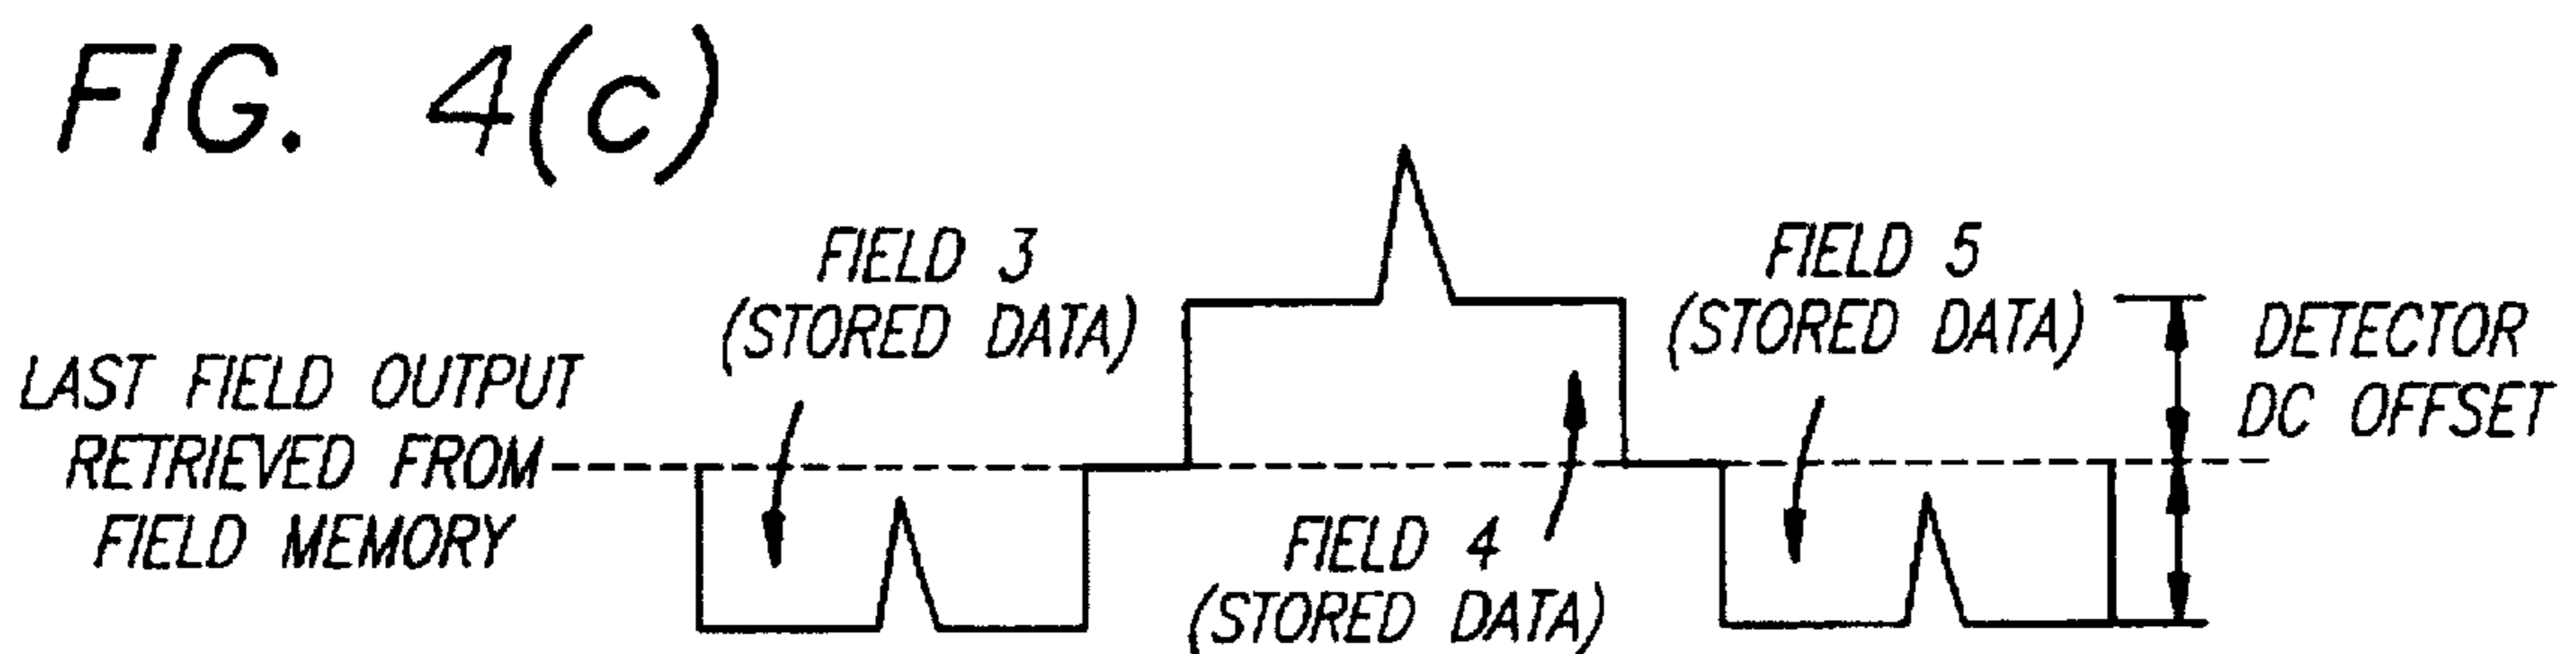 FIG. 4(c)
FIELD 3
(STORED DATA)
FIELD 5
(STORED DATA)
DETECTOR
DC OFFSET
LAST FIELD OUTPUT
RETRIEVED FROM
FIELD MEMORY
FIELD 4
(STORED DATA)